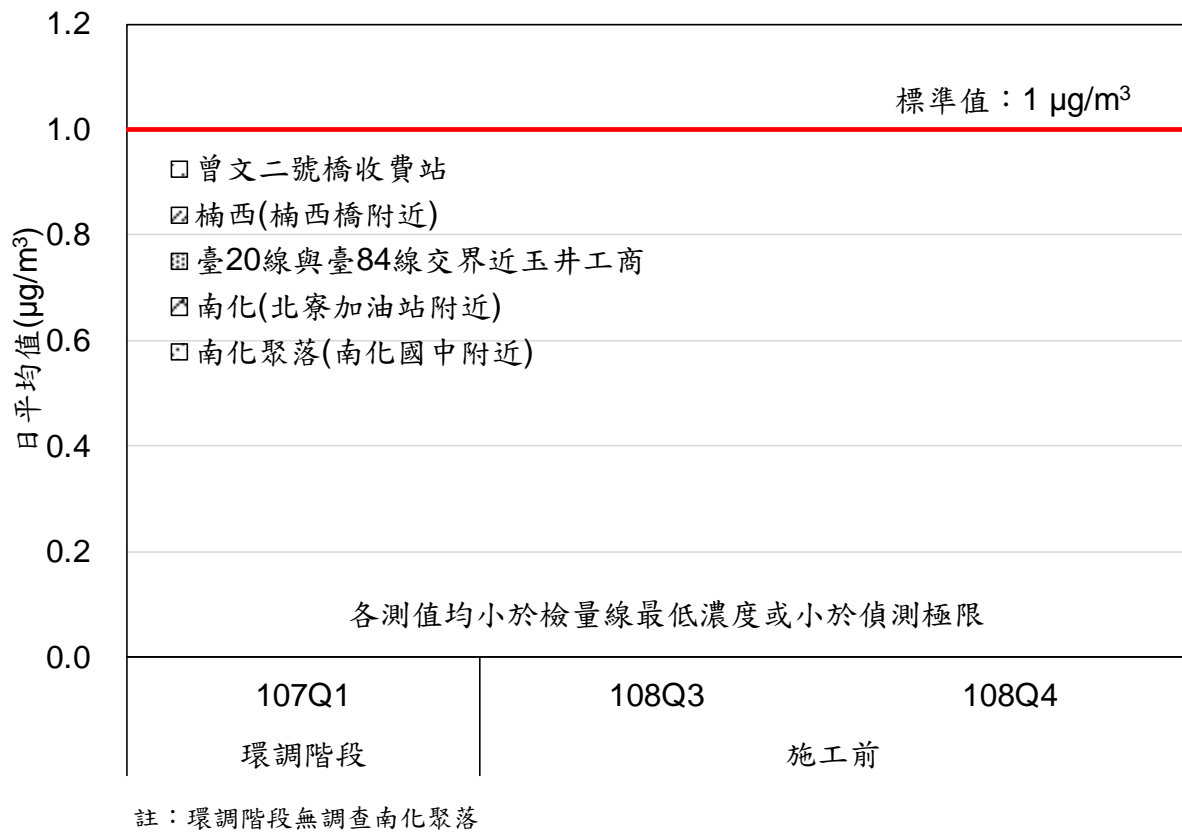 1.2
標準值：1 µg/m³
1.0
曾文二號橋收費站
楠西(楠西橋附近)
0.8
臺20線與臺84線交界近玉井工商
南化(北寮加油站附近)
0.6
南化聚落(南化國中附近)
日平均值(µg/m³)
0.4
0.2
各測值均小於檢量線最低濃度或小於偵測極限
0.0
107Q1 108Q3 108Q4
環調階段 施工前
註：環調階段無調查南化聚落